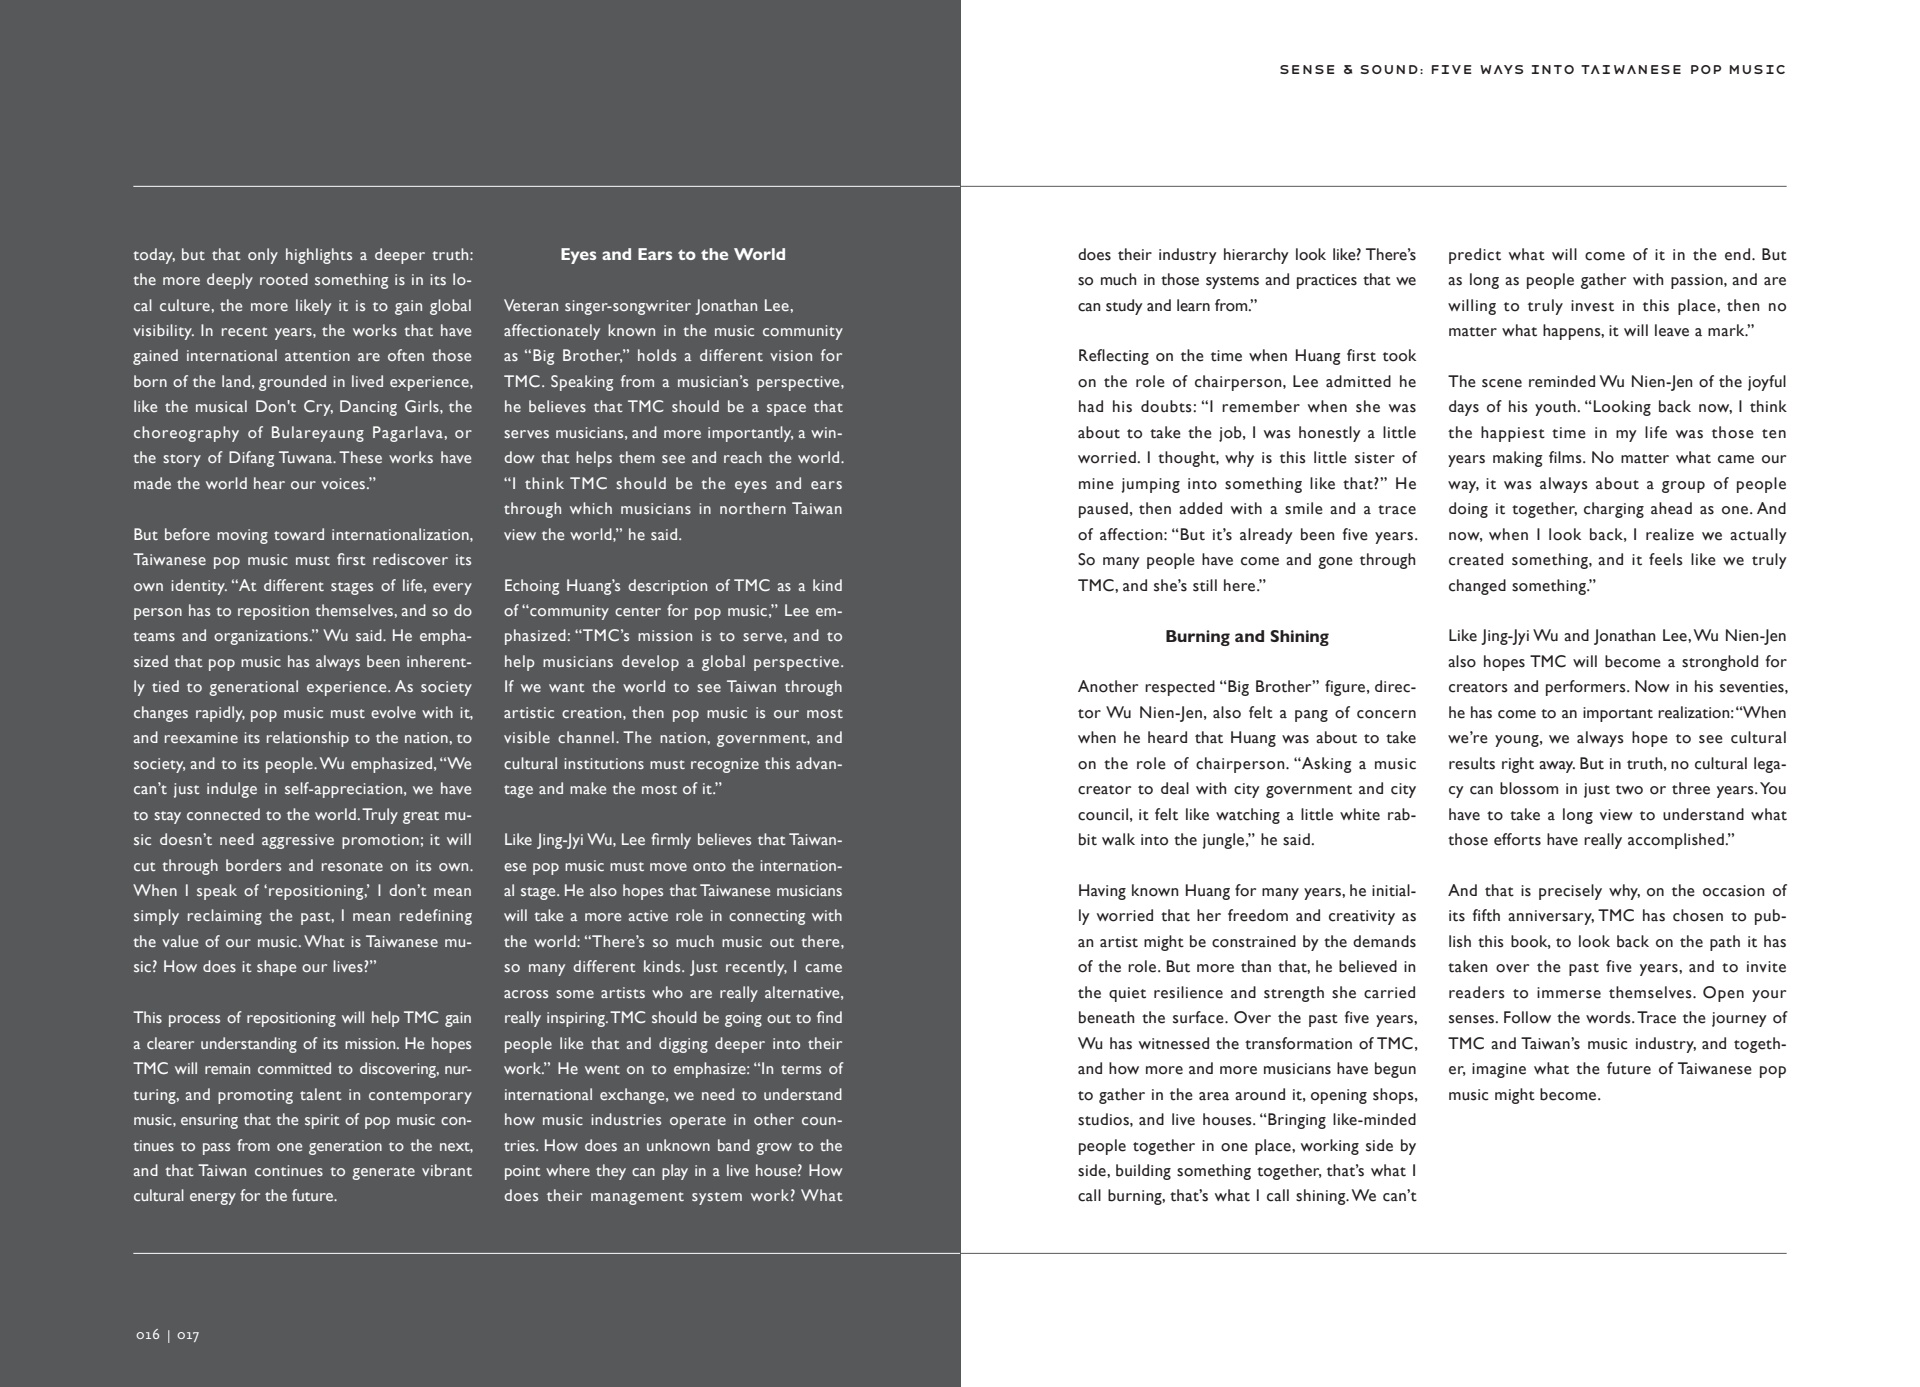 SENSE & SOUND: FIVE WAYS INTO TAIWANESE POP MUSIC
today, but that only highlights a deeper truth:
the more deeply rooted something is in its lo-
cal culture, the more likely it is to gain global
visibility. In recent years, the works that have
gained international attention are often those
born of the land, grounded in lived experience,
like the musical Don't Cry, Dancing Girls, the
choreography of Bulareyaung Pagarlava, or
the story of Difang Tuwana. These works have
made the world hear our voices.”
But before moving toward internationalization,
Taiwanese pop music must first rediscover its
own identity. “At different stages of life, every
person has to reposition themselves, and so do
teams and organizations.” Wu said. He empha-
sized that pop music has always been inherent-
ly tied to generational experience. As society
changes rapidly, pop music must evolve with it,
and reexamine its relationship to the nation, to
society, and to its people. Wu emphasized, “We
can’t just indulge in self-appreciation, we have
to stay connected to the world. Truly great mu-
sic doesn’t need aggressive promotion; it will
cut through borders and resonate on its own.
When I speak of ‘repositioning,’ I don’t mean
simply reclaiming the past, I mean redefining
the value of our music. What is Taiwanese mu-
sic? How does it shape our lives?”
This process of repositioning will help TMC gain
a clearer understanding of its mission. He hopes
TMC will remain committed to discovering, nur-
turing, and promoting talent in contemporary
music, ensuring that the spirit of pop music con-
tinues to pass from one generation to the next,
and that Taiwan continues to generate vibrant
cultural energy for the future.
Eyes and Ears to the World
Veteran singer-songwriter Jonathan Lee,
affectionately known in the music community
as “Big Brother,” holds a different vision for
TMC. Speaking from a musician’s perspective,
he believes that TMC should be a space that
serves musicians, and more importantly, a win-
dow that helps them see and reach the world.
“I think TMC should be the eyes and ears
through which musicians in northern Taiwan
view the world,” he said.
Echoing Huang’s description of TMC as a kind
of “community center for pop music,” Lee em-
phasized: “TMC’s mission is to serve, and to
help musicians develop a global perspective.
If we want the world to see Taiwan through
artistic creation, then pop music is our most
visible channel. The nation, government, and
cultural institutions must recognize this advan-
tage and make the most of it.”
Like Jing-Jyi Wu, Lee firmly believes that Taiwan-
ese pop music must move onto the internation-
al stage. He also hopes that Taiwanese musicians
will take a more active role in connecting with
the world: “There’s so much music out there,
so many different kinds. Just recently, I came
across some artists who are really alternative,
really inspiring. TMC should be going out to find
people like that and digging deeper into their
work.” He went on to emphasize: “In terms of
international exchange, we need to understand
how music industries operate in other coun-
tries. How does an unknown band grow to the
point where they can play in a live house? How
does their management system work? What
does their industry hierarchy look like? There’s
so much in those systems and practices that we
can study and learn from.”
Reflecting on the time when Huang first took
on the role of chairperson, Lee admitted he
had his doubts: “I remember when she was
about to take the job, I was honestly a little
worried. I thought, why is this little sister of
mine jumping into something like that?” He
paused, then added with a smile and a trace
of affection: “But it’s already been five years.
So many people have come and gone through
TMC, and she’s still here.”
Burning and Shining
Another respected “Big Brother” figure, direc-
tor Wu Nien-Jen, also felt a pang of concern
when he heard that Huang was about to take
on the role of chairperson. “Asking a music
creator to deal with city government and city
council, it felt like watching a little white rab-
bit walk into the jungle,” he said.
Having known Huang for many years, he initial-
ly worried that her freedom and creativity as
an artist might be constrained by the demands
of the role. But more than that, he believed in
the quiet resilience and strength she carried
beneath the surface. Over the past five years,
Wu has witnessed the transformation of TMC,
and how more and more musicians have begun
to gather in the area around it, opening shops,
studios, and live houses. “Bringing like-minded
people together in one place, working side by
side, building something together, that’s what I
call burning, that’s what I call shining. We can’t
predict what will come of it in the end. But
as long as people gather with passion, and are
willing to truly invest in this place, then no
matter what happens, it will leave a mark.”
The scene reminded Wu Nien-Jen of the joyful
days of his youth. “Looking back now, I think
the happiest time in my life was those ten
years making films. No matter what came our
way, it was always about a group of people
doing it together, charging ahead as one. And
now, when I look back, I realize we actually
created something, and it feels like we truly
changed something.”
Like Jing-Jyi Wu and Jonathan Lee, Wu Nien-Jen
also hopes TMC will become a stronghold for
creators and performers. Now in his seventies,
he has come to an important realization: “When
we’re young, we always hope to see cultural
results right away. But in truth, no cultural lega-
cy can blossom in just two or three years. You
have to take a long view to understand what
those efforts have really accomplished.”
And that is precisely why, on the occasion of
its fifth anniversary, TMC has chosen to pub-
lish this book, to look back on the path it has
taken over the past five years, and to invite
readers to immerse themselves. Open your
senses. Follow the words. Trace the journey of
TMC and Taiwan’s music industry, and togeth-
er, imagine what the future of Taiwanese pop
music might become.
016 | 017